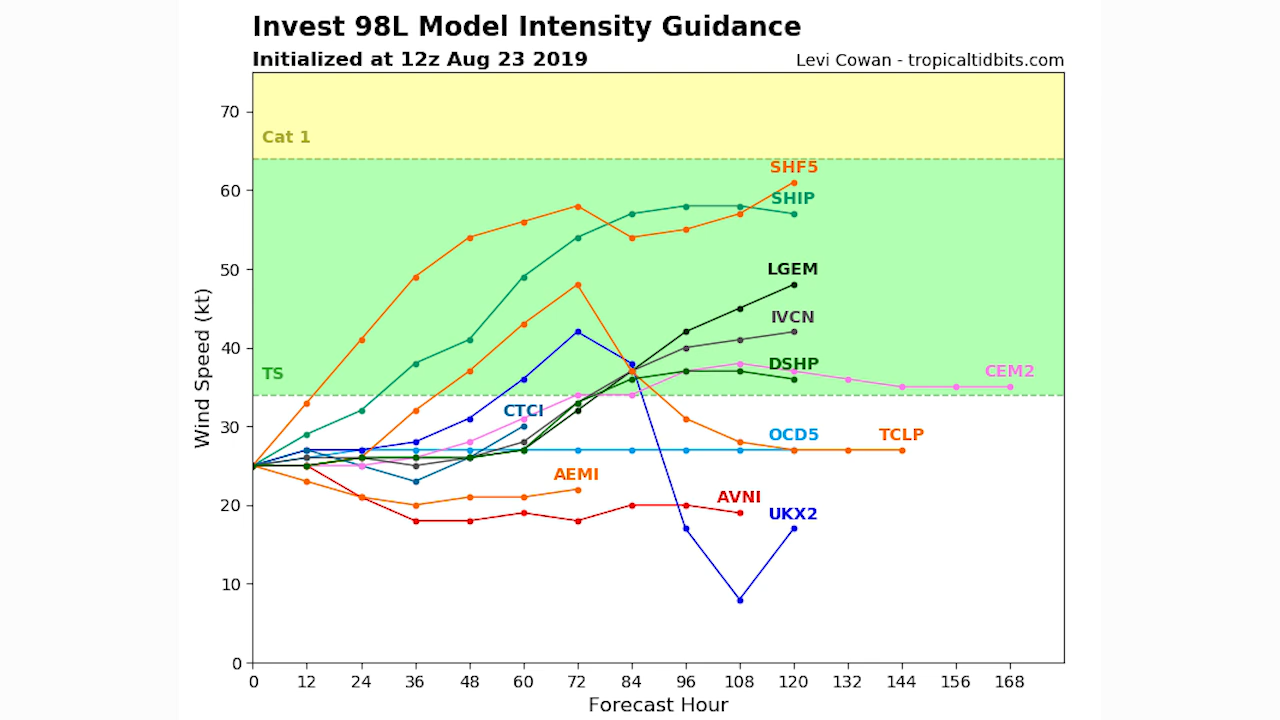 Invest 98L Model Intensity Guidance
Initialized at 12z Aug 23 2019
Levi Cowan - tropicaltidbits.com
70
Cat 1
SHF5
60
SHIP
50
LGEM
IVCN
40
TS
DSHP
CEM2
CTCI
30
OCD5
TCLP
AEMI
AVNI
20
UKX2
10
0
Wind Speed (kt)
0 12 24 36 48 60 72 84 96 108 120 132 144 156 168
Forecast Hour